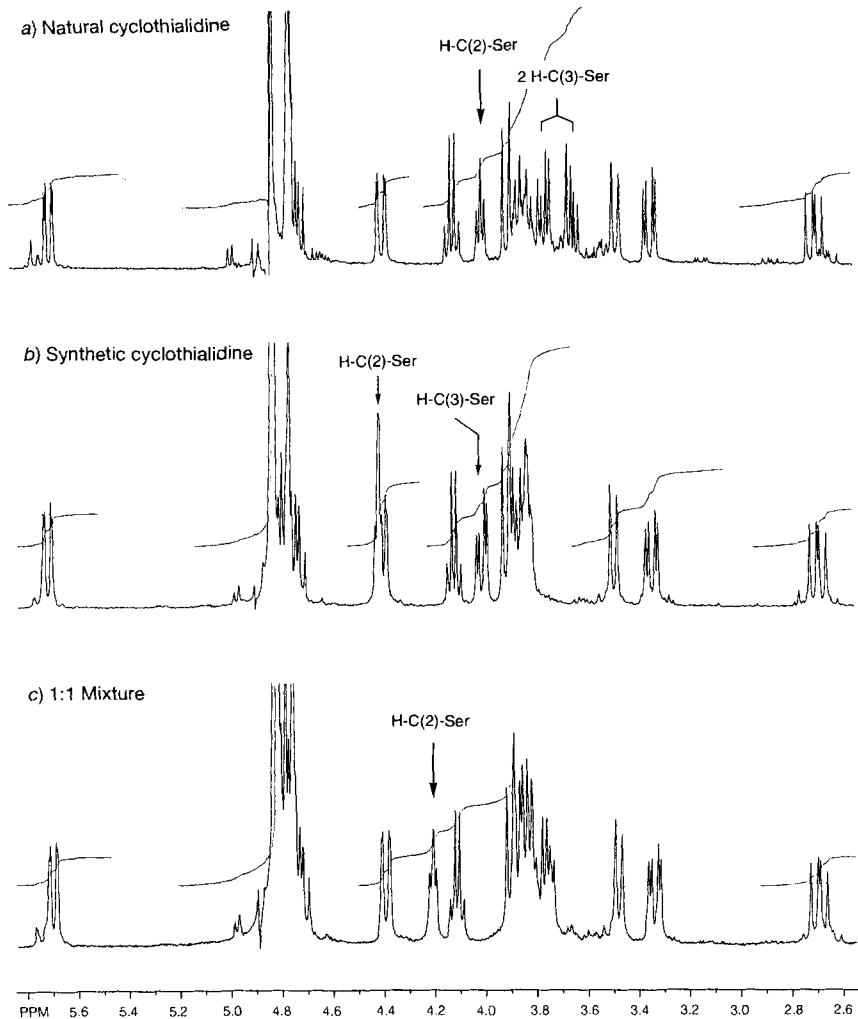 a) Natural cyclothialidine
H-C(2)-Ser
2 H-C(3)-Ser
b) Synthetic cyclothialidine
H-C(2)-Ser
H-C(3)-Ser
c) 1:1 Mixture
H-C(2)-Ser
PPM 5.6 5.4 5.2 5.0 4.8 4.6 4.4 4.2 4.0 3.8 3.6 3.4 3.2 3.0 2.8 2.6